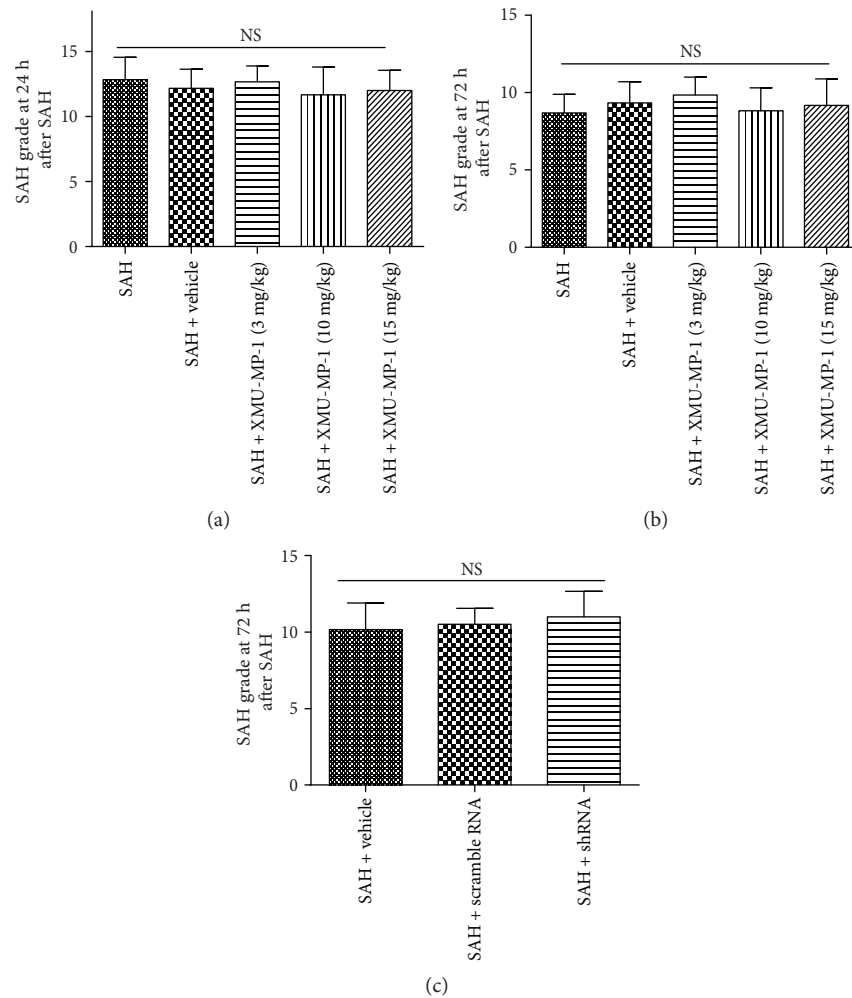 SAH grade at 24 h
after SAH
15
10
5
0
NS
SAH
SAH + vehicle
SAH + XMU-MP-1 (3 mg/kg)
SAH + XMU-MP-1 (10 mg/kg)
SAH + XMU-MP-1 (15 mg/kg)
(a)
SAH grade at 72 h
after SAH
15
10
5
0
NS
SAH
SAH + vehicle
SAH + XMU-MP-1 (3 mg/kg)
SAH + XMU-MP-1 (10 mg/kg)
SAH + XMU-MP-1 (15 mg/kg)
(b)
SAH grade at 72 h
after SAH
15
10
5
0
NS
SAH + vehicle
SAH + scramble RNA
SAH + shRNA
(c)